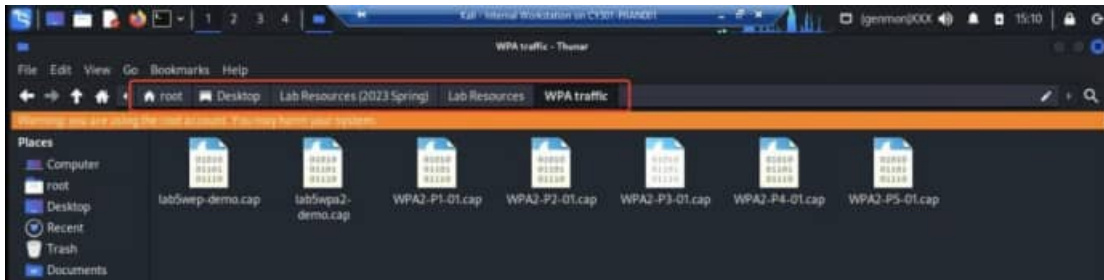 1 2 3 4 Kali - Internal Workstation on CY301-PRAN001 (genmon)XXX 15:10
WPA traffic - Thunar
File Edit View Go Bookmarks Help
root Desktop Lab Resources (2023 Spring) Lab Resources WPA traffic
Warning: you are using the root account. You may harm your system.
Places
Computer
root
Desktop
Recent
Trash
Documents
lab5wep-demo.cap
lab5wpa2-
demo.cap
WPA2-P1-01.cap
WPA2-P2-01.cap
WPA2-P3-01.cap
WPA2-P4-01.cap
WPA2-P5-01.cap